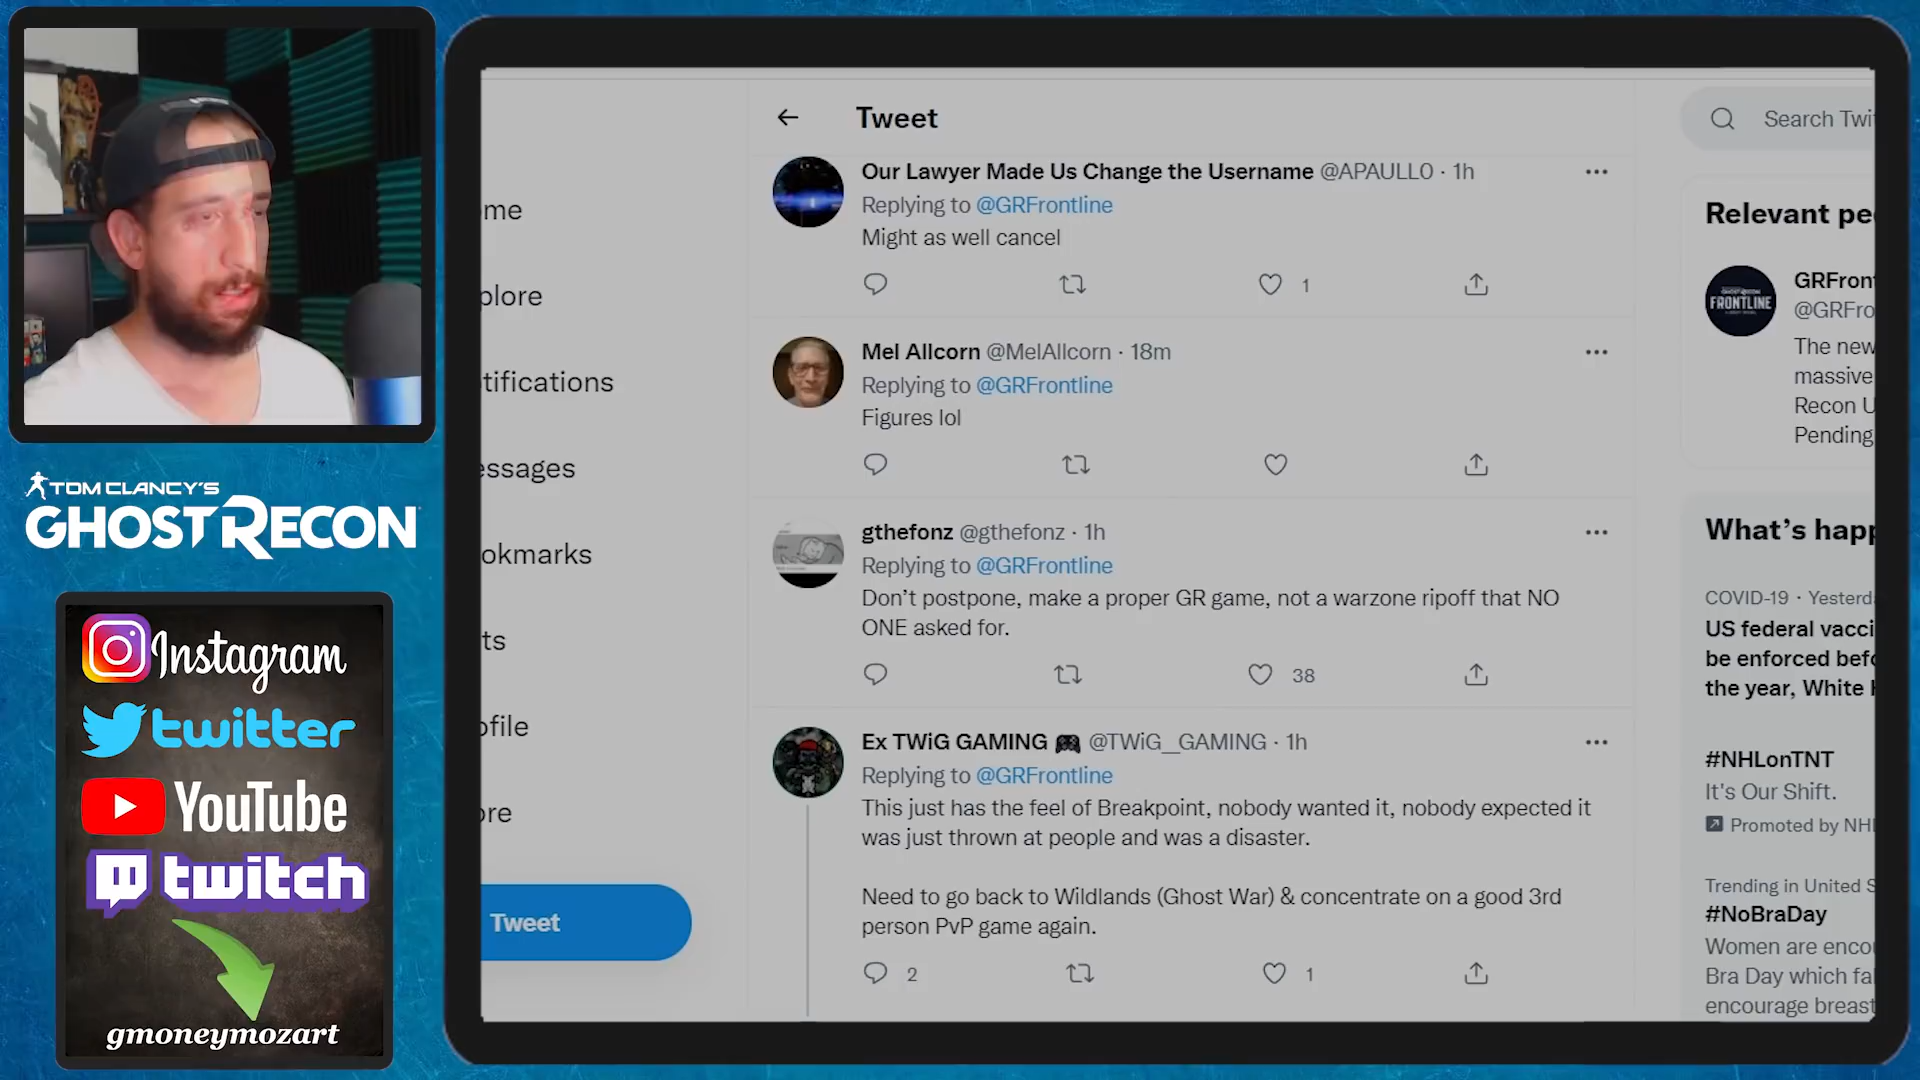 TOM CLANCY'S
GHOST RECON
Instagram
twitter
YouTube
twitch
gmoneymozart
ome
plore
tifications
essages
okmarks
ts
ofile
ore
Tweet
Tweet
Our Lawyer Made Us Change the Username @APAULLO · 1h
Replying to @GRFrontline
Might as well cancel
1
Mel Allcorn @MelAllcorn · 18m
Replying to @GRFrontline
Figures lol
gthefonz @gthefonz · 1h
Replying to @GRFrontline
Don't postpone, make a proper GR game, not a warzone ripoff that NO
ONE asked for.
38
Ex TWiG GAMING 🎮 @TWiG__GAMING · 1h
Replying to @GRFrontline
This just has the feel of Breakpoint, nobody wanted it, nobody expected it
was just thrown at people and was a disaster.
Need to go back to Wildlands (Ghost War) & concentrate on a good 3rd
person PvP game again.
2
1
Search Twi
Relevant pe
FRONTLINE
GRFron
@GRFro
The new
massive
Recon U
Pending
What's hap
COVID-19 · Yesterd
US federal vacci
be enforced befo
the year, White
#NHLonTNT
It's Our Shift.
Promoted by NH
Trending in United S
#NoBraDay
Women are enco
Bra Day which fa
encourage breast